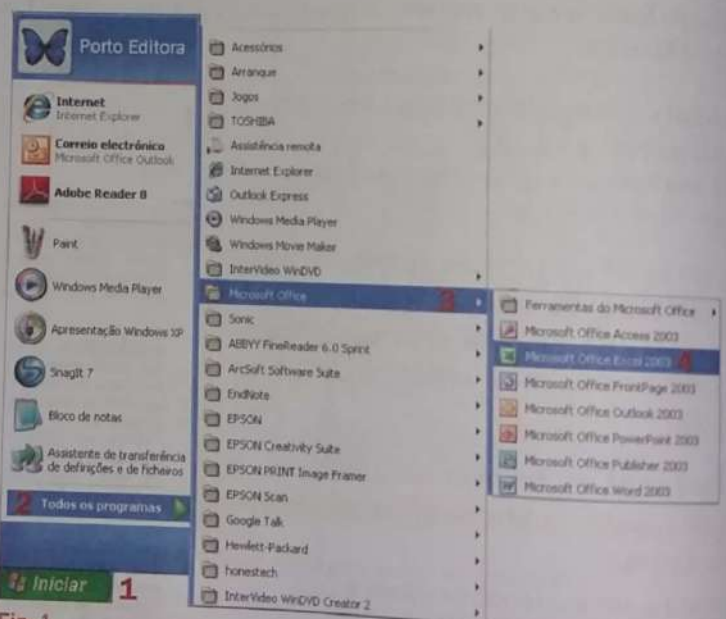 Porto Editora
Internet
Internet Explorer
Correio electrónico
Microsoft Office Outlook
Adobe Reader 8
Paint
Windows Media Player
Apresentação Windows XP
SnagIt 7
Bloco de notas
Assistente de transferência
de definições e de ficheiros
2 Todos os programas
Iniciar 1
Acessórios
Arranque
Jogos
TOSHIBA
Assistência remota
Internet Explorer
Outlook Express
Windows Media Player
Windows Movie Maker
InterVideo WinDVD
Microsoft Office 3
Sonic
ABBYY FineReader 6.0 Sprint
ArcSoft Software Suite
EndNote
EPSON
EPSON Creativity Suite
EPSON PRINT Image Framer
EPSON Scan
Google Talk
Hewlett-Packard
honestech
InterVideo WinDVD Creator 2
Ferramentas do Microsoft Office
Microsoft Office Access 2003
Microsoft Office Excel 2003 4
Microsoft Office FrontPage 2003
Microsoft Office Outlook 2003
Microsoft Office PowerPoint 2003
Microsoft Office Publisher 2003
Microsoft Office Word 2003